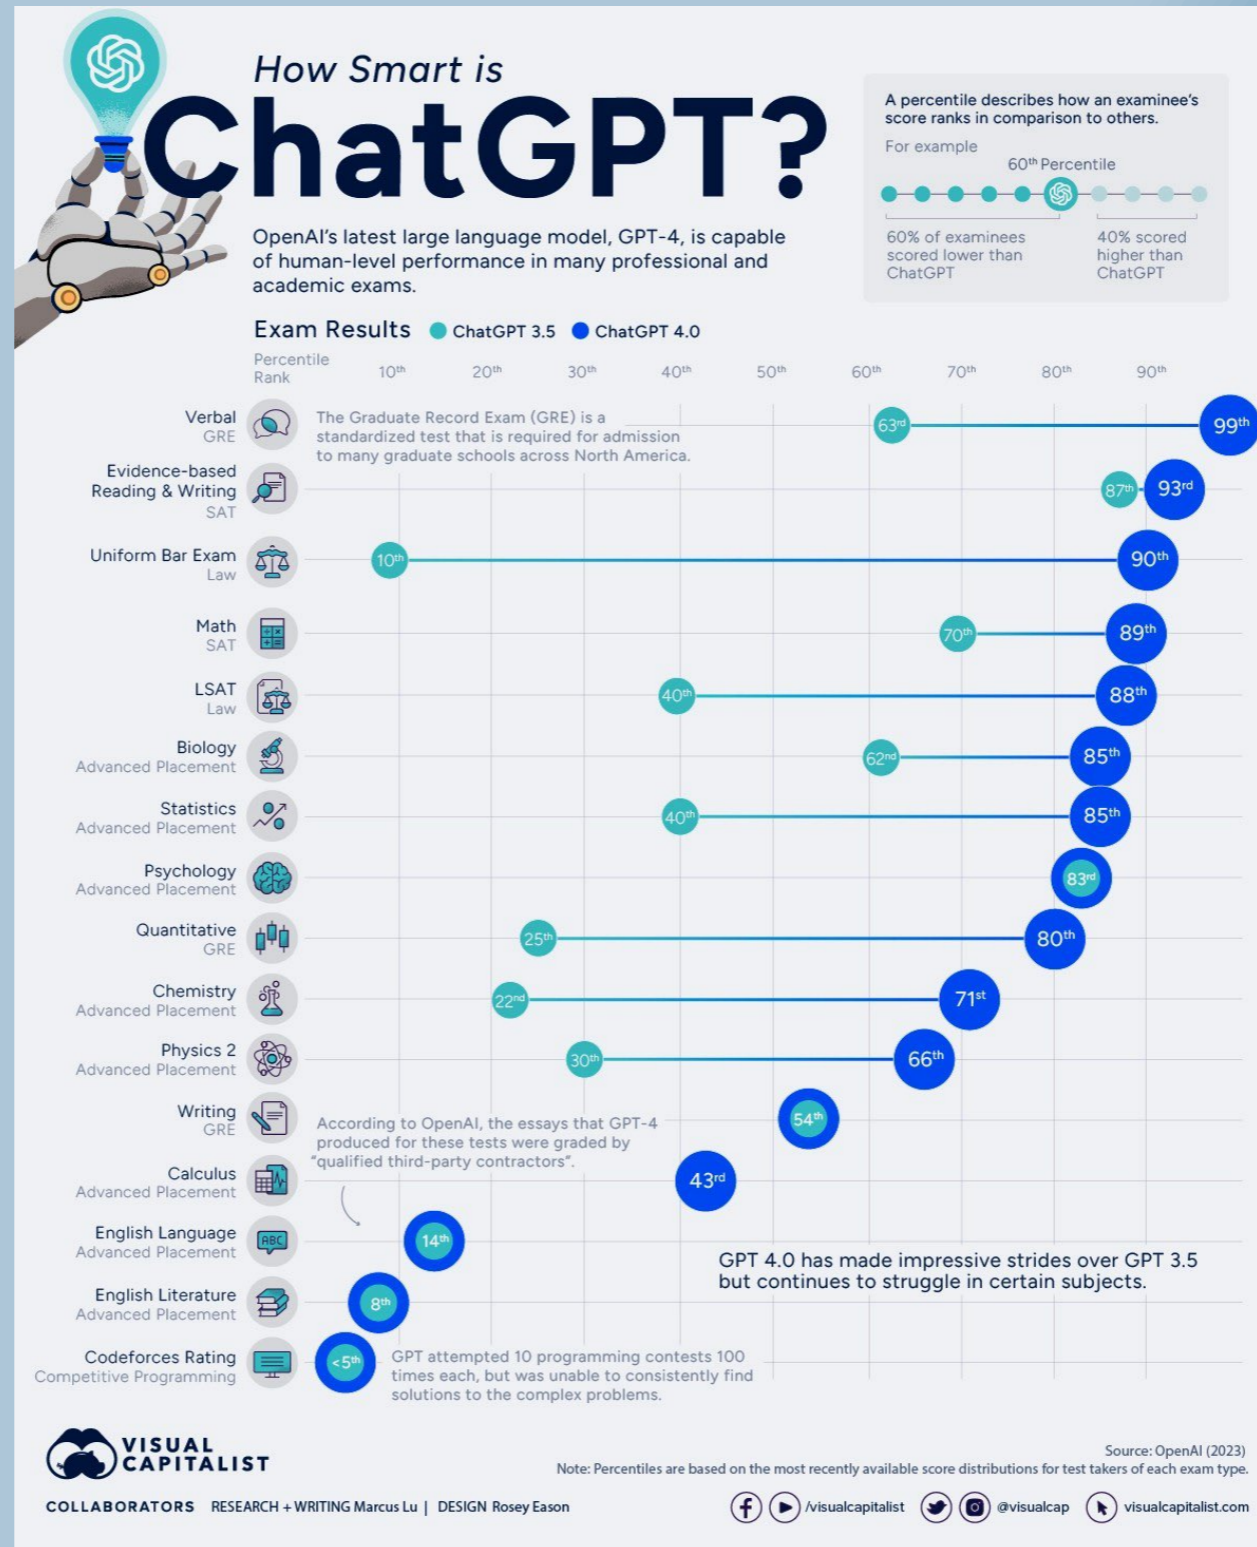 How Smart is
ChatGPT?
OpenAI's latest large language model, GPT-4, is capable
of human-level performance in many professional and
academic exams.
A percentile describes how an examinee's
score ranks in comparison to others.
For example
60th Percentile
60% of examinees
scored lower than
ChatGPT
40% scored
higher than
ChatGPT
Exam Results ChatGPT 3.5 ChatGPT 4.0
Percentile
Rank
10th 20th 30th 40th 50th 60th 70th 80th 90th
Verbal
GRE
The Graduate Record Exam (GRE) is a
standardized test that is required for admission
to many graduate schools across North America.
63rd 99th
Evidence-based
Reading & Writing
SAT
87th 93rd
Uniform Bar Exam
Law
10th 90th
Math
SAT
70th 89th
LSAT
Law
40th 88th
Biology
Advanced Placement
62nd 85th
Statistics
Advanced Placement
40th 85th
Psychology
Advanced Placement
83rd
Quantitative
GRE
25th 80th
Chemistry
Advanced Placement
22nd 71st
Physics 2
Advanced Placement
30th 66th
Writing
GRE
54th
According to OpenAI, the essays that GPT-4
produced for these tests were graded by
"qualified third-party contractors".
Calculus
Advanced Placement
43rd
English Language
Advanced Placement
ABC
14th
GPT 4.0 has made impressive strides over GPT 3.5
but continues to struggle in certain subjects.
English Literature
Advanced Placement
8th
Codeforces Rating
Competitive Programming
<5th
GPT attempted 10 programming contests 100
times each, but was unable to consistently find
solutions to the complex problems.
VISUAL
CAPITALIST
Source: OpenAI (2023)
Note: Percentiles are based on the most recently available score distributions for test takers of each exam type.
COLLABORATORS RESEARCH + WRITING Marcus Lu | DESIGN Rosey Eason
/visualcapitalist @visualcap visualcapitalist.com